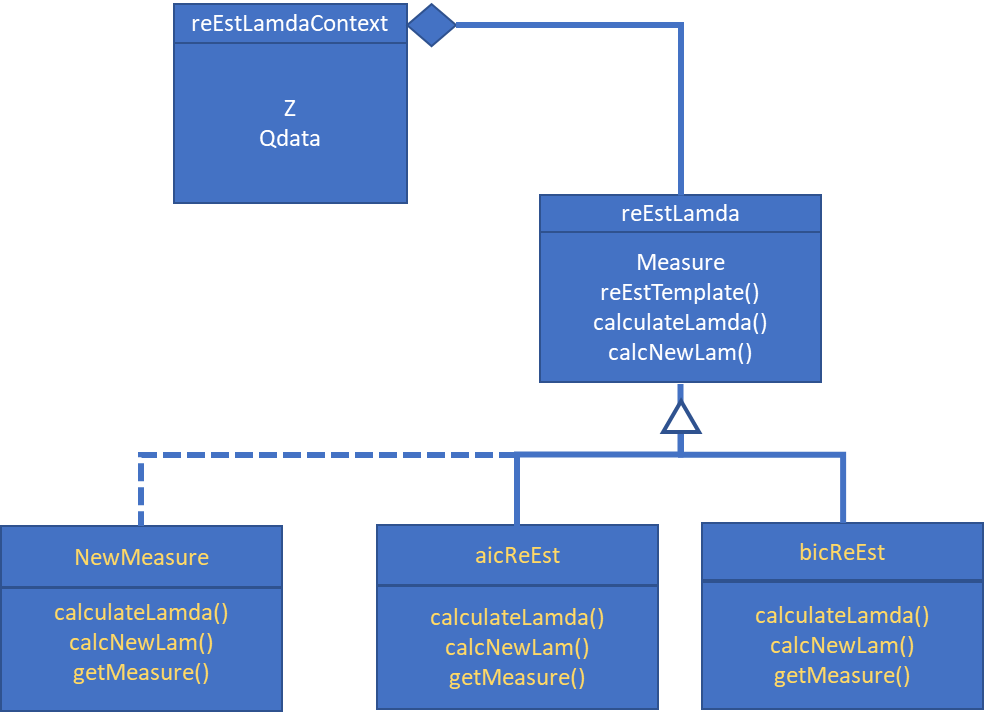 reEstLamdaContext
Z
Qdata
reEstLamda
Measure
reEstTemplate()
calculateLamda()
calcNewLam()
NewMeasure
calculateLamda()
calcNewLam()
getMeasure()
aicReEst
calculateLamda()
calcNewLam()
getMeasure()
bicReEst
calculateLamda()
calcNewLam()
getMeasure()